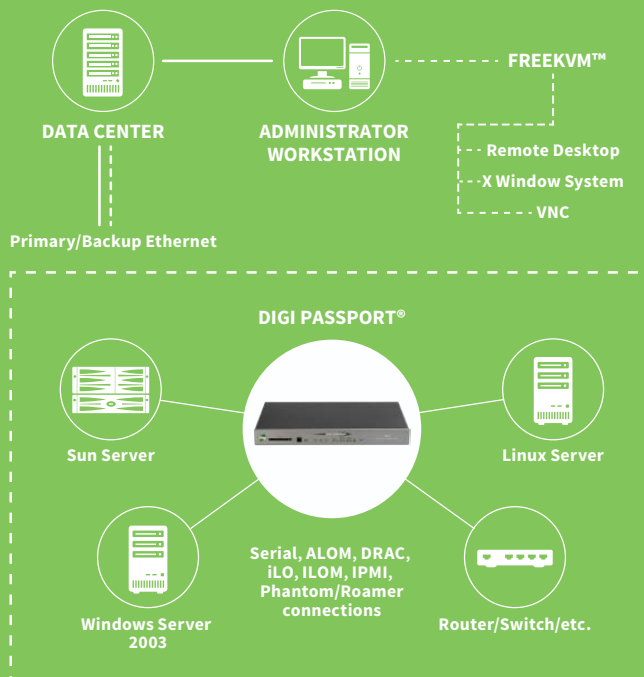 FREEKVM™
DATA CENTER
ADMINISTRATOR
WORKSTATION
Remote Desktop
X Window System
VNC
Primary/Backup Ethernet
DIGI PASSPORT®
Sun Server
Linux Server
Serial, ALOM, DRAC,
iLO, ILOM, IPMI,
Phantom/Roamer
connections
Windows Server
2003
Router/Switch/etc.